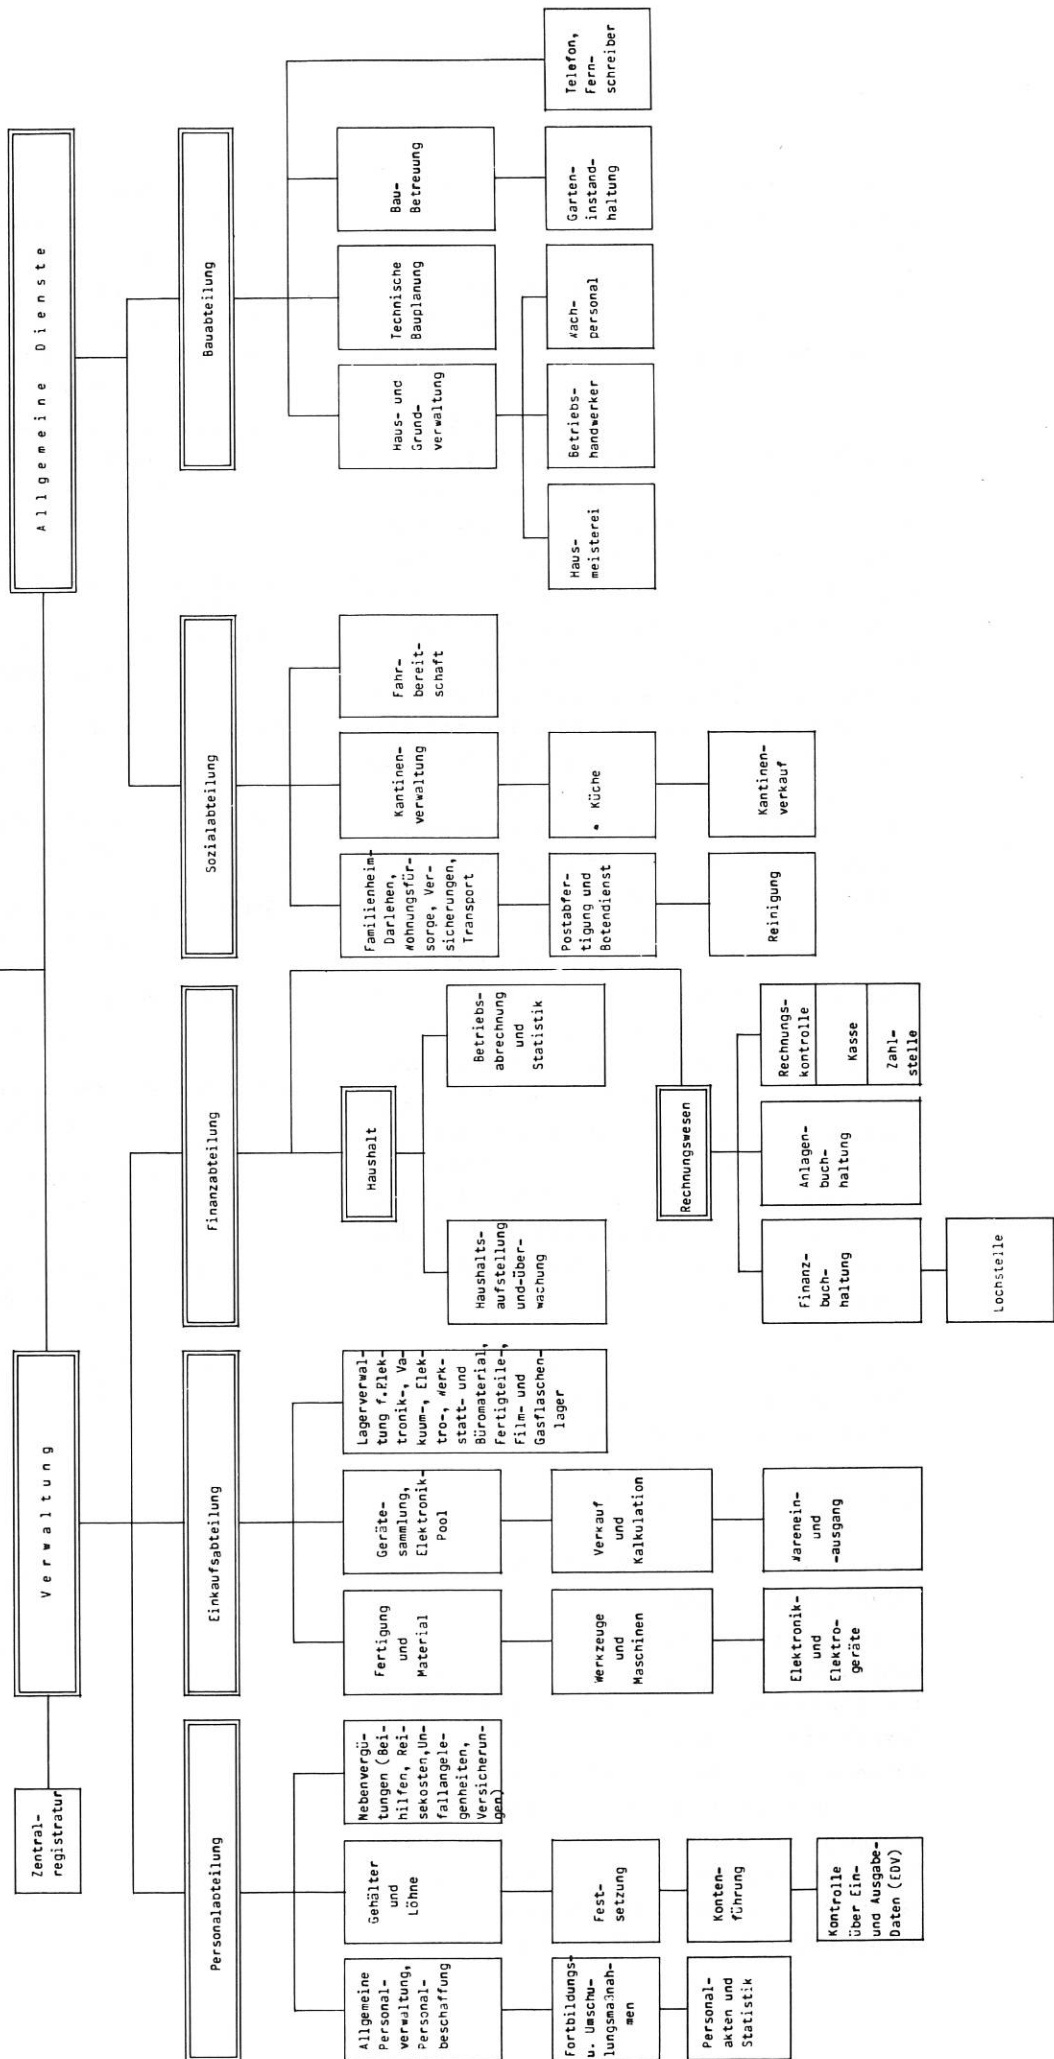 Zentral-
registratur
V e r w a l t u n g
A l l g e m e i n e  D i e n s t e
Personalabteilung
Einkaufsabteilung
Finanzabteilung
Sozialabteilung
Bauabteilung
Allgemeine
Personal-
verwaltung,
Personal-
beschaffung
Gehälter
und
Löhne
Nebenvergü-
tungen (Bei-
hilfen, Rei-
sekosten,Un-
fallangele-
genheiten,
Versicherun-
gen)
Fortbildungs-
u. Umschu-
lungsmaßnah-
men
Fest-
setzung
Personal-
akten und
Statistik
Konten-
führung
Kontrolle
über Ein-
und Ausgabe-
Daten (EDV)
Fertigung
und
Material
Geräte-
sammlung,
Elektronik-
Pool
Lagerverwal-
tung f.Elek-
tronik-, Va-
kuum-, Elek-
tro-, Werk-
statt- und
Büromaterial,
Fertigteile-,
Film- und
Gasflaschen-
lager
Werkzeuge
und
Maschinen
Verkauf
und
Kalkulation
Elektronik-
und
Elektro-
geräte
Warenein-
und
-ausgang
Haushalt
Haushalts-
aufstellung
und-über-
wachung
Betriebs-
abrechnung
und
Statistik
Rechnungswesen
Finanz-
buch-
haltung
Anlagen-
buch-
haltung
Rechnungs-
kontrolle
Kasse
Zahl-
stelle
Lochstelle
Familienheim-
Darlehen,
Wohnungsfür-
sorge, Ver-
sicherungen,
Transport
Kantinen-
verwaltung
Fahr-
bereit-
schaft
Postabfer-
tigung und
Botendienst
Küche
Reinigung
Kantinen-
verkauf
Haus- und
Grund-
verwaltung
Technische
Bauplanung
Bau-
Betreuung
Haus-
meisterei
Betriebs-
handwerker
Wach-
personal
Garten-
instand-
haltung
Telefon,
Fern-
schreiber